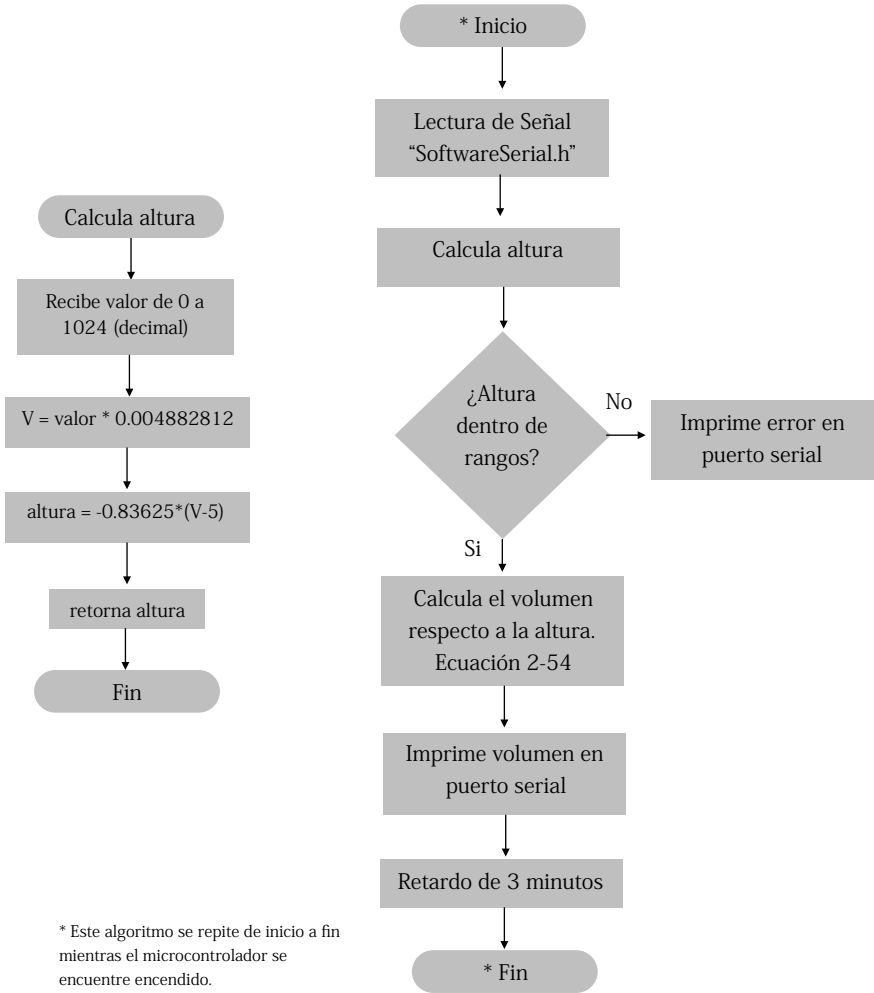 * Inicio
Lectura de Señal
“SoftwareSerial.h”
Calcula altura
¿Altura
dentro de
rangos?
No
Imprime error en
puerto serial
Si
Calcula el volumen
respecto a la altura.
Ecuación 2-54
Imprime volumen en
puerto serial
Retardo de 3 minutos
* Fin
Calcula altura
Recibe valor de 0 a
1024 (decimal)
V = valor * 0.004882812
altura = -0.83625*(V-5)
retorna altura
Fin
* Este algoritmo se repite de inicio a fin
mientras el microcontrolador se
encuentre encendido.